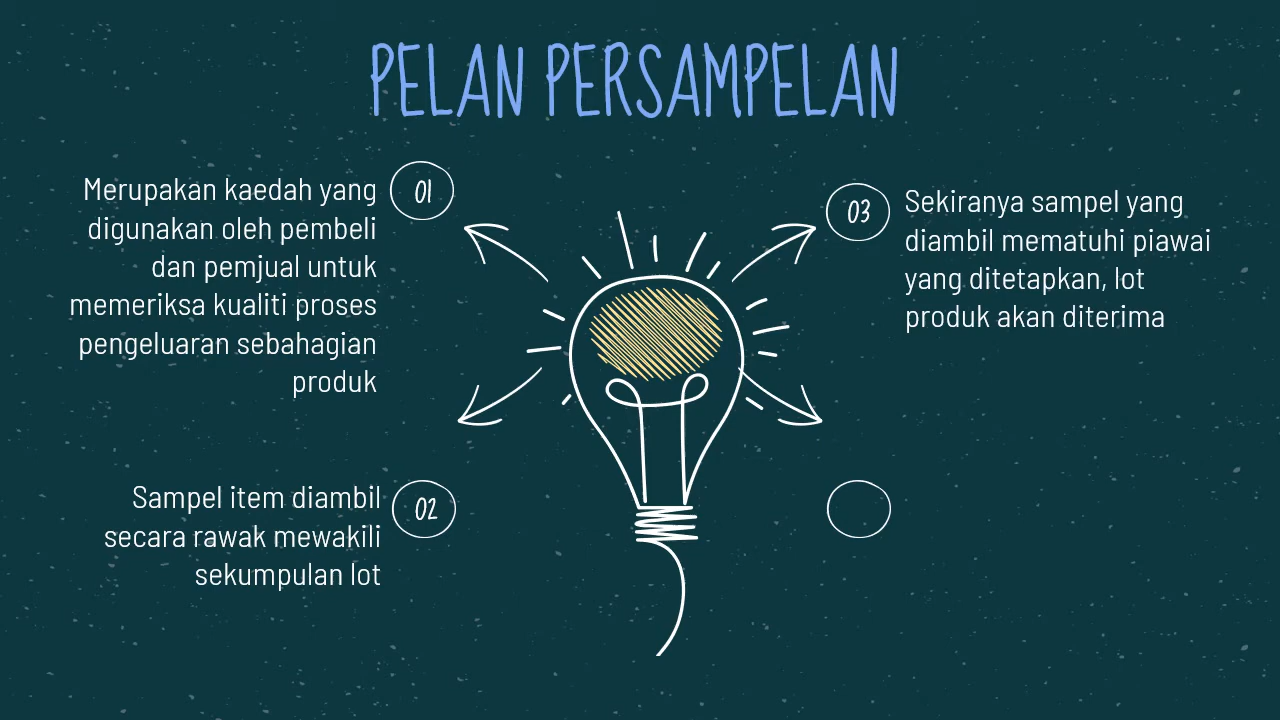 PELAN PERSAMPELAN
01
Merupakan kaedah yang
digunakan oleh pembeli
dan pemjual untuk
memeriksa kualiti proses
pengeluaran sebahagian
produk
02
Sampel item diambil
secara rawak mewakili
sekumpulan lot
03
Sekiranya sampel yang
diambil mematuhi piawai
yang ditetapkan, lot
produk akan diterima